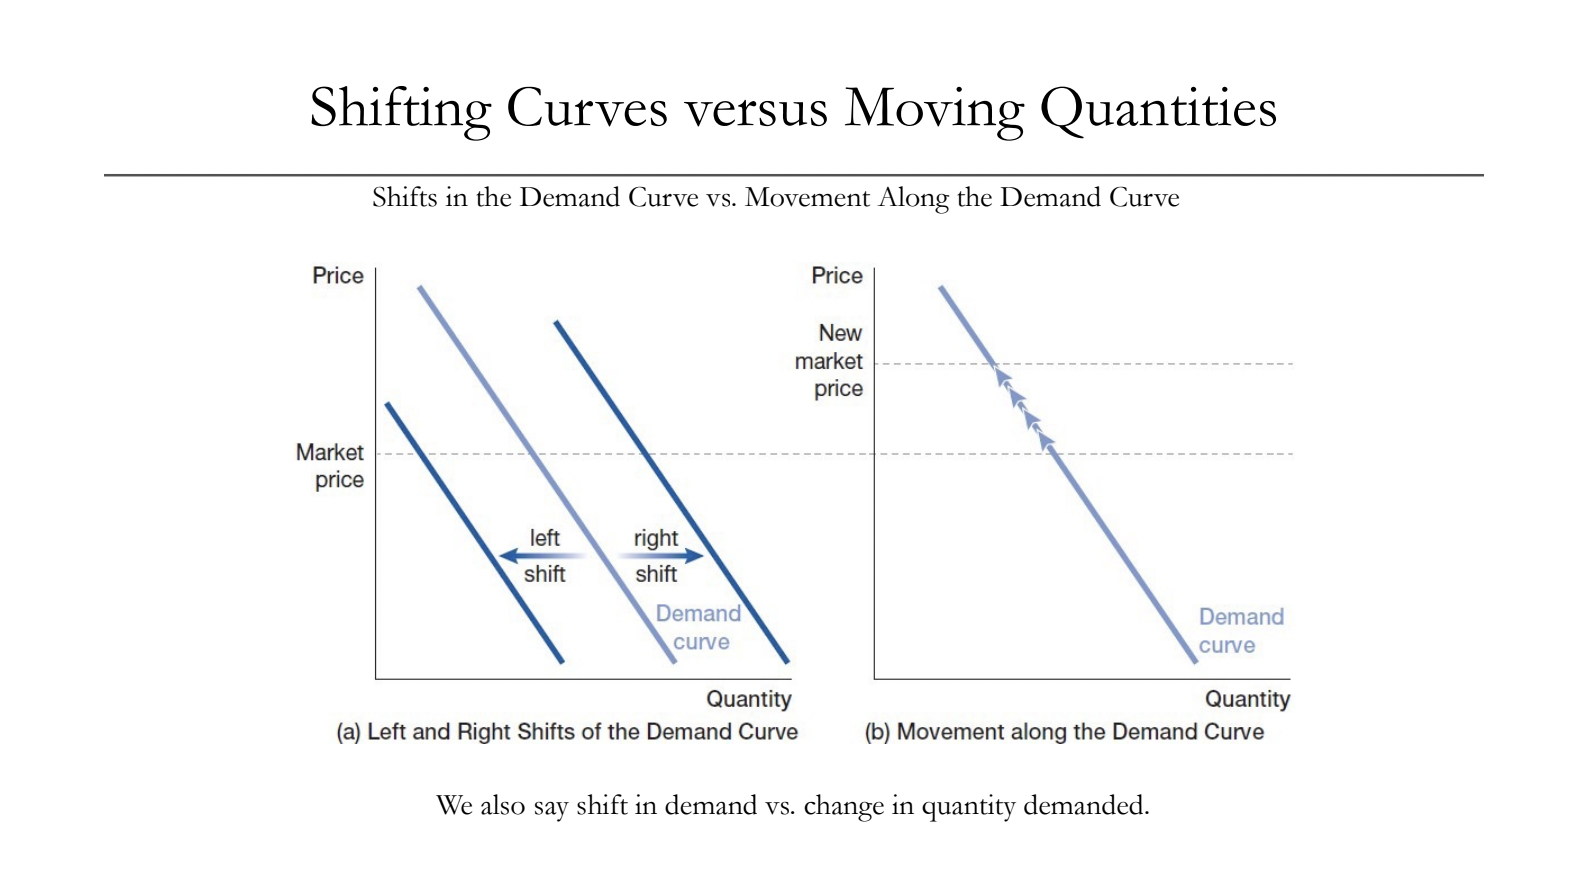 Shifting Curves versus Moving Quantities
Shifts in the Demand Curve vs. Movement Along the Demand Curve
Price
Market
price
left
shift
right
shift
Demand
curve
Quantity
(a) Left and Right Shifts of the Demand Curve
Price
New
market
price
Demand
curve
Quantity
(b) Movement along the Demand Curve
We also say shift in demand vs. change in quantity demanded.